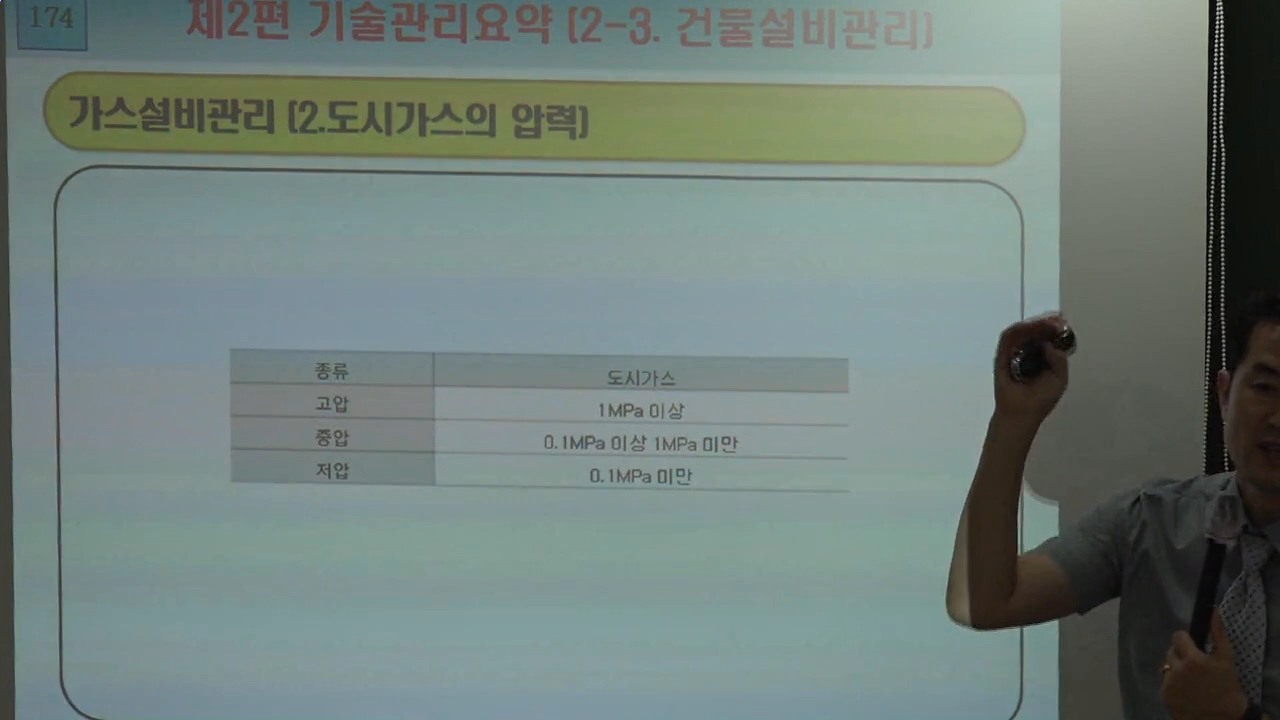 174
제2편 기술관리요약 (2-3. 건물설비관리)
가스설비관리 (2.도시가스의 압력)
종류 도시가스
고압 1MPa 이상
중압 0.1MPa 이상 1MPa 미만
저압 0.1MPa 미만